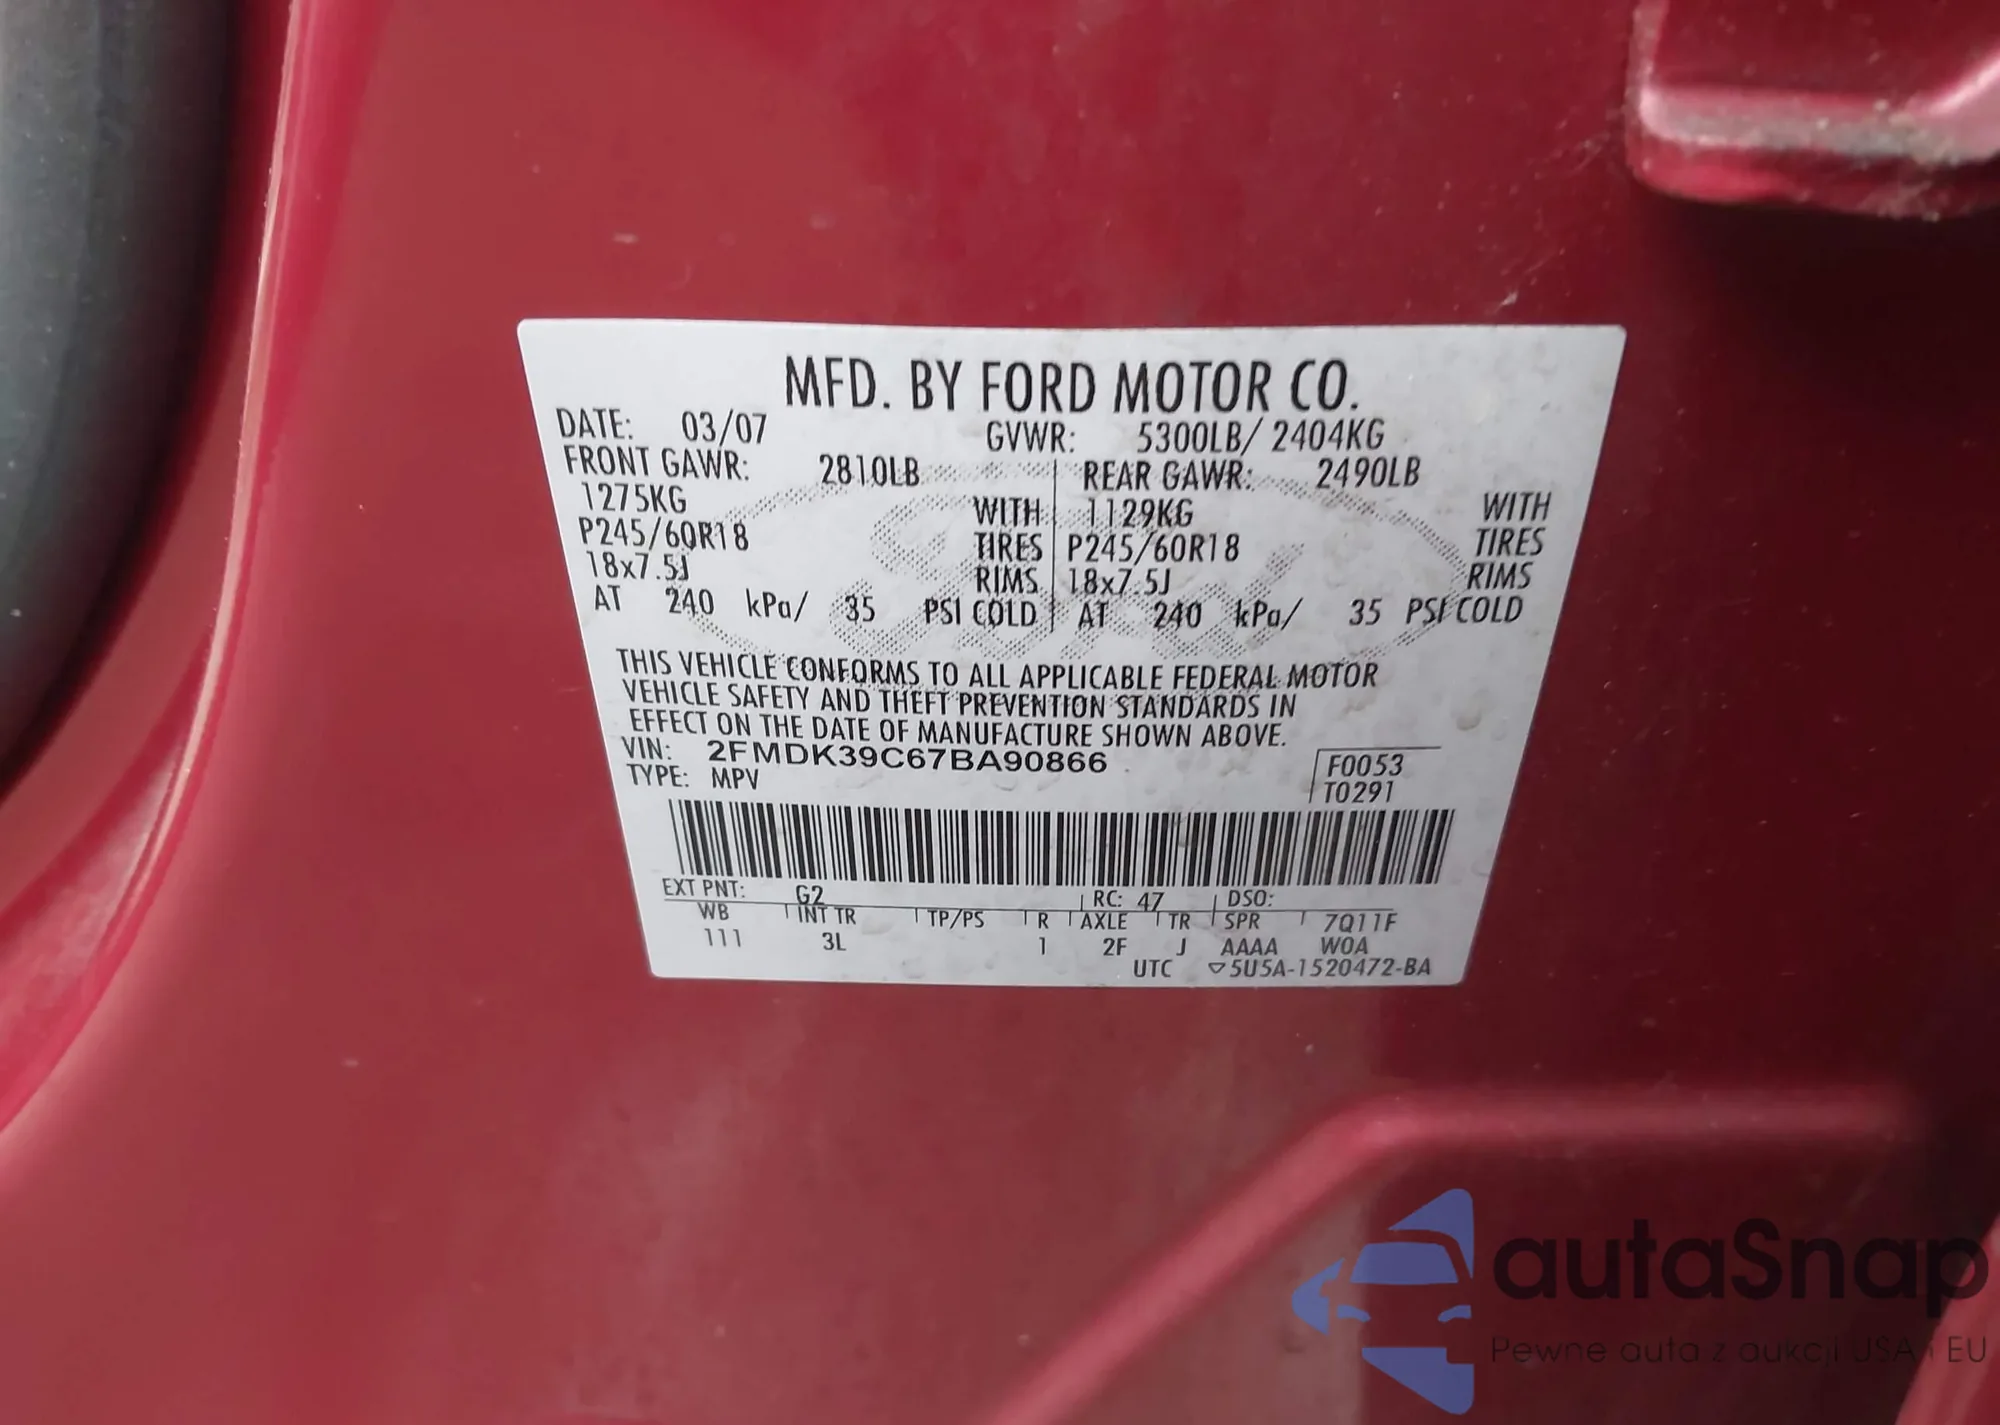 MFD. BY FORD MOTOR CO.
DATE: 03/07 GVWR: 5300LB/ 2404KG
FRONT GAWR: 2810LB REAR GAWR: 2490LB
1275KG WITH 1129KG WITH
P245/60R18 TIRES P245/60R18 TIRES
18x7.5J RIMS 18x7.5J RIMS
AT 240 kPa/ 35 PSI COLD AT 240 kPa/ 35 PSI COLD
THIS VEHICLE CONFORMS TO ALL APPLICABLE FEDERAL MOTOR
VEHICLE SAFETY AND THEFT PREVENTION STANDARDS IN
EFFECT ON THE DATE OF MANUFACTURE SHOWN ABOVE.
VIN: 2FMDK39C67BA90866
TYPE: MPV
F0053
T0291
EXT PNT: G2 RC: 47 DSO:
WB INT TR TP/PS R AXLE TR SPR 7Q11F
111 3L 1 2F J AAAA W0A
UTC ▽5U5A-1520472-BA
autaSnap
Pewne auta z aukcji USA i EU